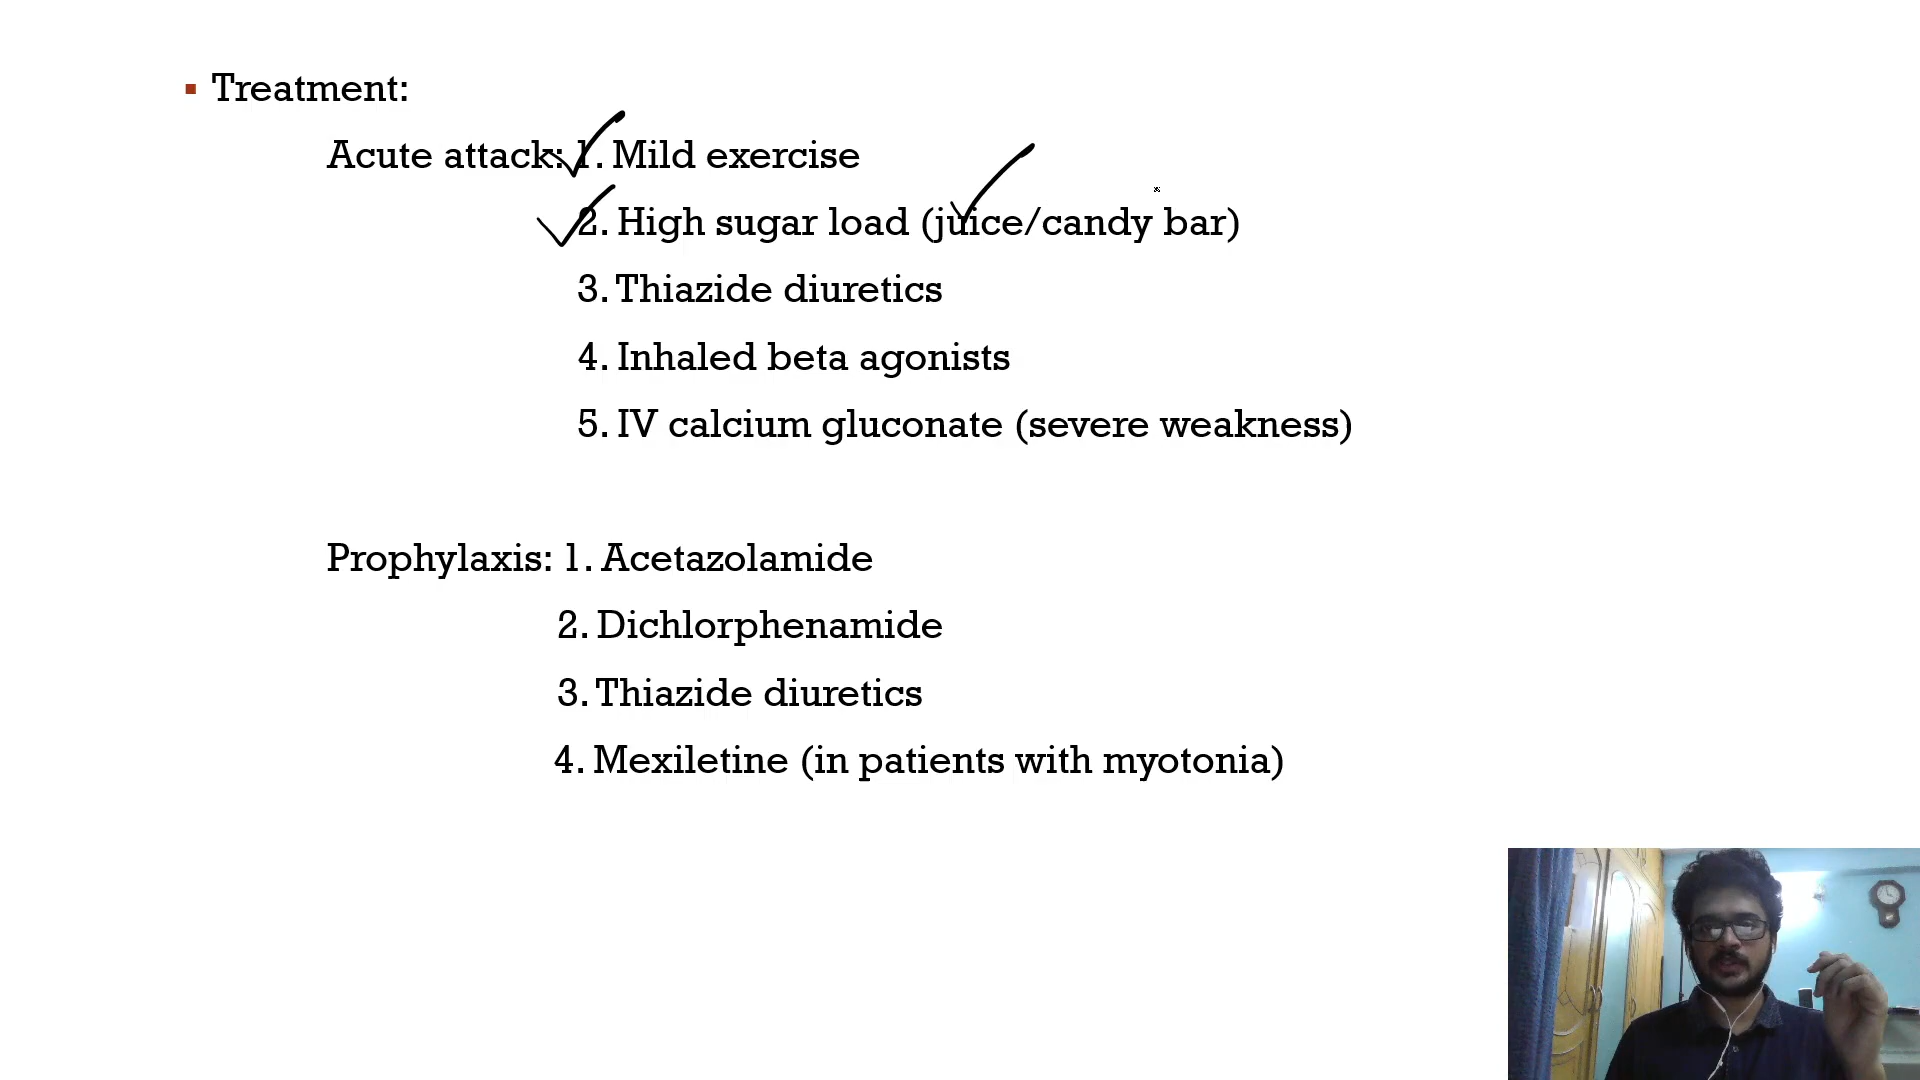 Treatment:
Acute attack: 1. Mild exercise
2. High sugar load (juice/candy bar)
3. Thiazide diuretics
4. Inhaled beta agonists
5. IV calcium gluconate (severe weakness)
Prophylaxis: 1. Acetazolamide
2. Dichlorphenamide
3. Thiazide diuretics
4. Mexiletine (in patients with myotonia)